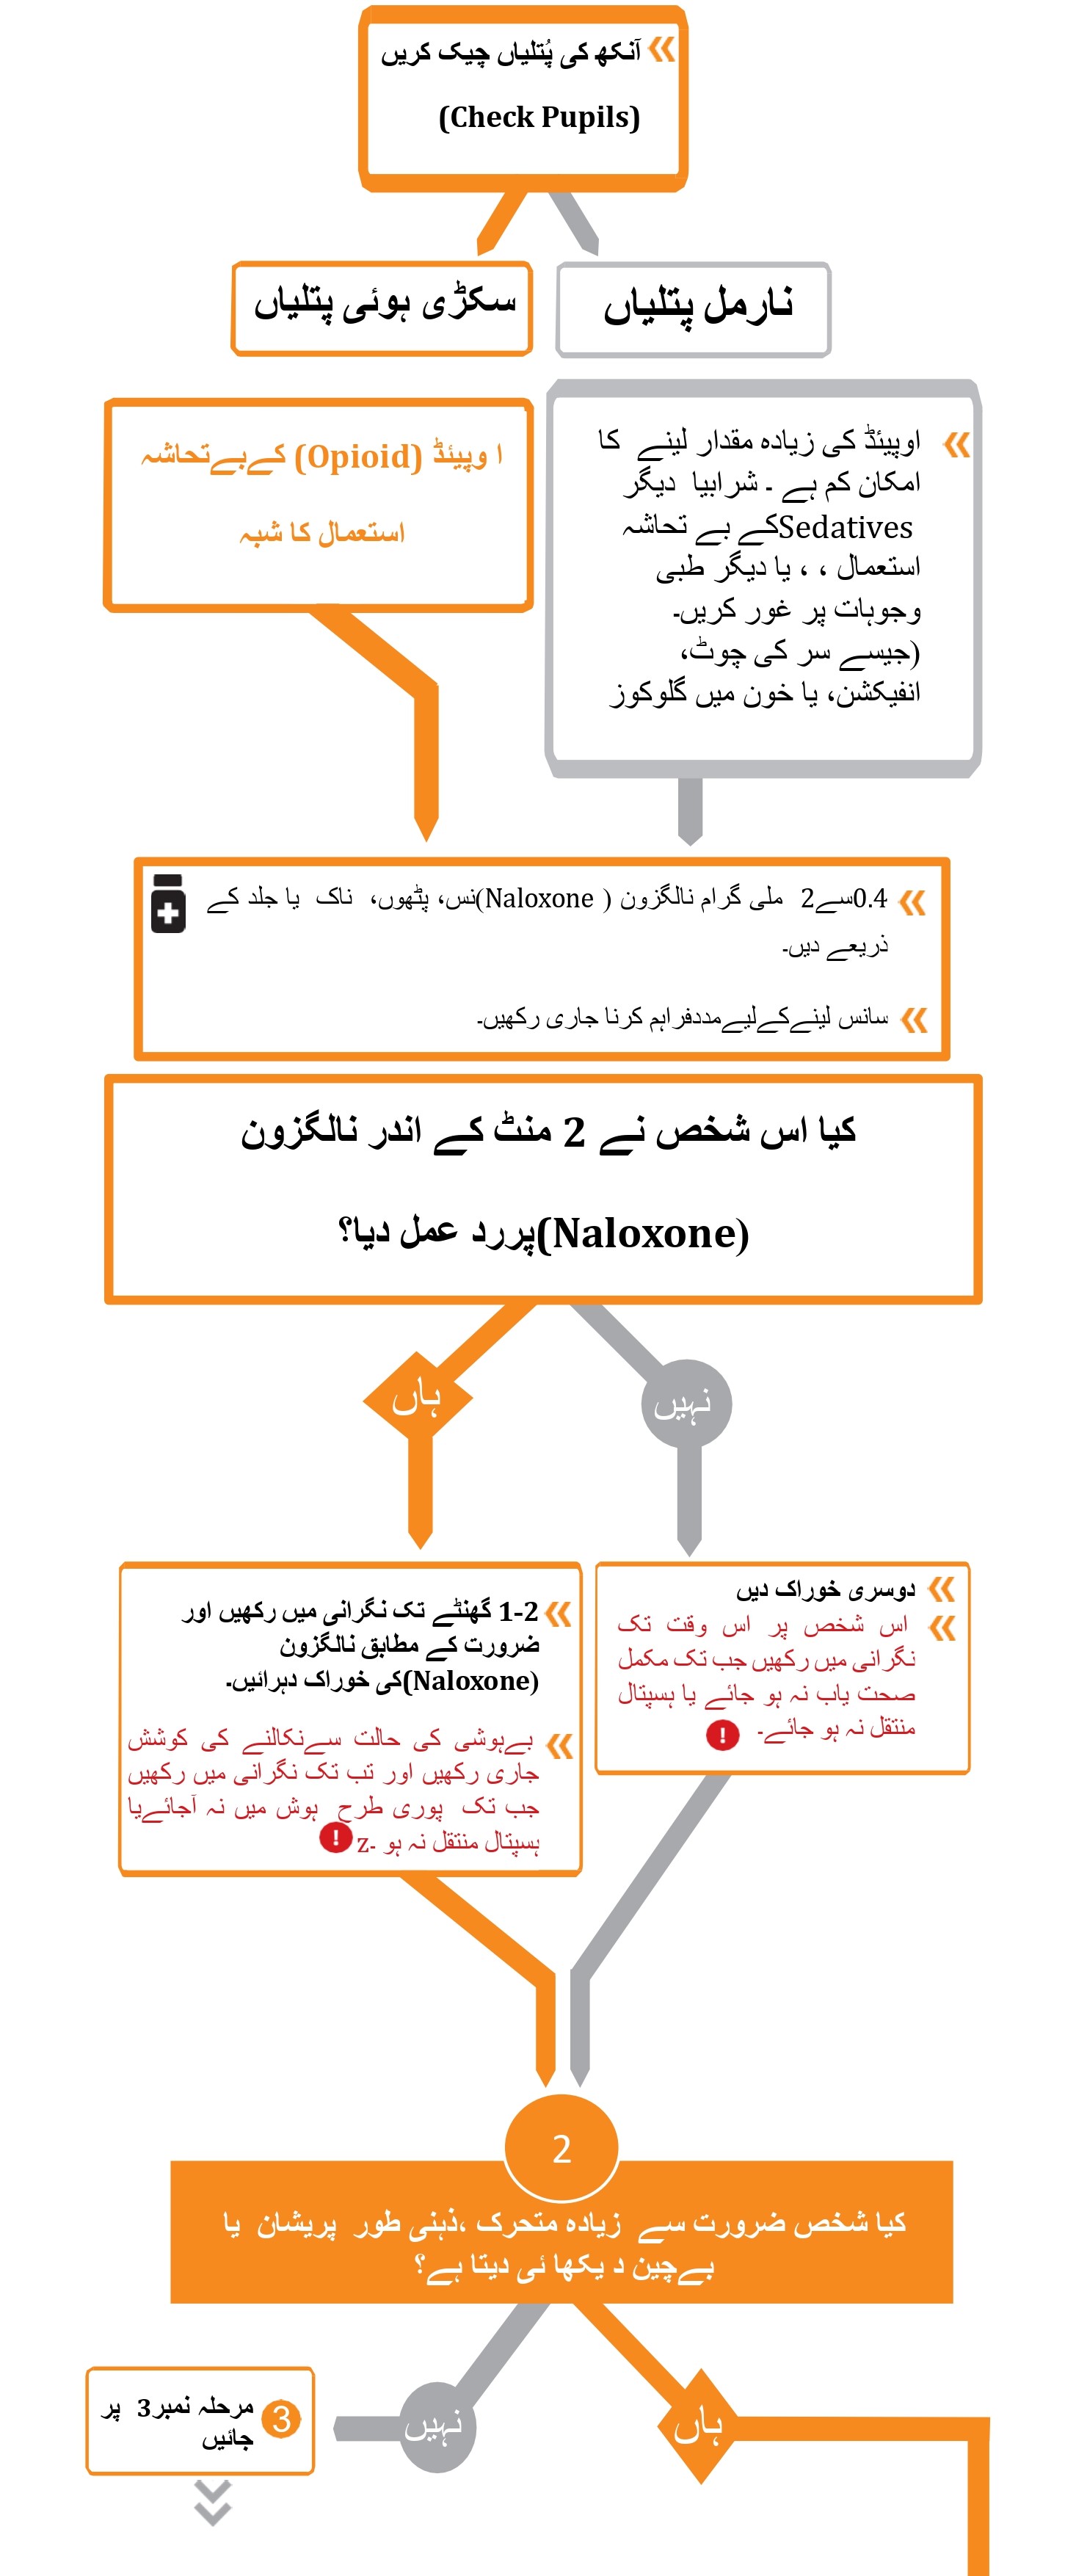 آنکھ کی پُتلیاں چیک کریں
(Check Pupils)
نارمل پتلیاں
سکڑی ہوئی پتلیاں
اوپیئڈ کی زیادہ مقدار لینے کا
امکان کم ہے ۔ شرابیا دیگر
Sedativesکے بے تحاشہ
استعمال ، ، یا دیگر طبی
وجوہات پر غور کریں۔
(جیسے سر کی چوٹ،
انفیکشن، یا خون میں گلوکوز
ا وپیئڈ (Opioid) کےبےتحاشہ
استعمال کا شبہ
0.4سے2 ملی گرام نالگزون ( Naloxone)نس، پٹھوں، ناک یا جلد کے
ذریعے دیں۔
سانس لینےکےلیےمددفراہم کرنا جاری رکھیں۔
کیا اس شخص نے 2 منٹ کے اندر نالگزون
(Naloxone)پررد عمل دیا؟
نہیں
ہاں
دوسری خوراک دیں
اس شخص پر اس وقت تک
نگرانی میں رکھیں جب تک مکمل
صحت یاب نہ ہو جائے یا ہسپتال
منتقل نہ ہو جائے۔
!
1-2 گھنٹے تک نگرانی میں رکھیں اور
ضرورت کے مطابق نالگزون
(Naloxone)کی خوراک دہرائیں۔
بےہوشی کی حالت سےنکالنے کی کوشش
جاری رکھیں اور تب تک نگرانی میں رکھیں
جب تک پوری طرح ہوش میں نہ آجائےیا
ہسپتال منتقل نہ ہو ۔z
!
2
کیا شخص ضرورت سے زیادہ متحرک ،ذہنی طور پریشان یا
بےچین د یکھا ئی دیتا ہے؟
ہاں
نہیں
3
مرحلہ نمبر3 پر
جائیں